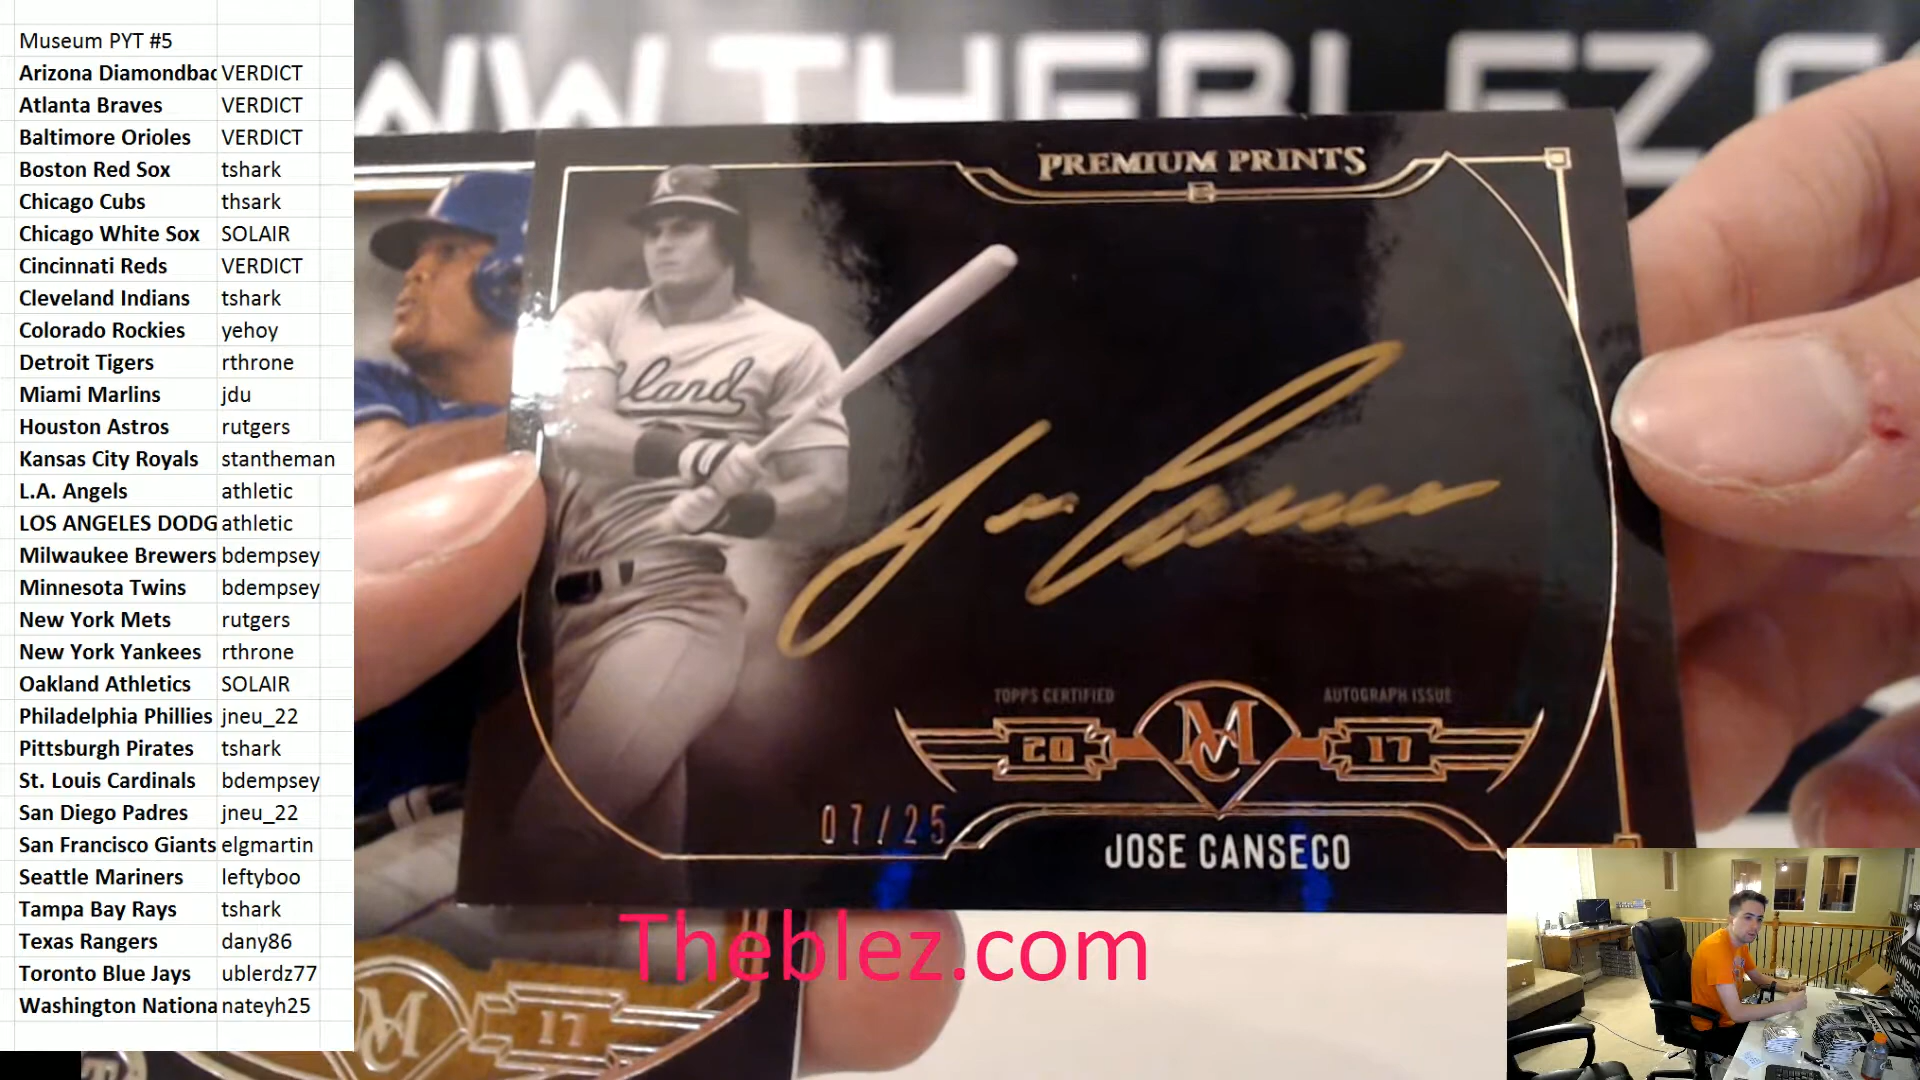 Museum PYT #5
Arizona Diamondbac VERDICT
Atlanta Braves VERDICT
Baltimore Orioles VERDICT
Boston Red Sox tshark
Chicago Cubs thsark
Chicago White Sox SOLAIR
Cincinnati Reds VERDICT
Cleveland Indians tshark
Colorado Rockies yehoy
Detroit Tigers rthrone
Miami Marlins jdu
Houston Astros rutgers
Kansas City Royals stantheman
L.A. Angels athletic
LOS ANGELES DODG athletic
Milwaukee Brewers bdempsey
Minnesota Twins bdempsey
New York Mets rutgers
New York Yankees rthrone
Oakland Athletics SOLAIR
Philadelphia Phillies jneu_22
Pittsburgh Pirates tshark
St. Louis Cardinals bdempsey
San Diego Padres jneu_22
San Francisco Giants elgmartin
Seattle Mariners leftyboo
Tampa Bay Rays tshark
Texas Rangers dany86
Toronto Blue Jays ublerdz77
Washington Nationa nateyh25
WW.THEBLEZ.C
PREMIUM PRINTS
A's
land
TOPPS CERTIFIED AUTOGRAPH ISSUE
20 MC 17
07/25
JOSE CANSECO
Theblez.com
MC 17